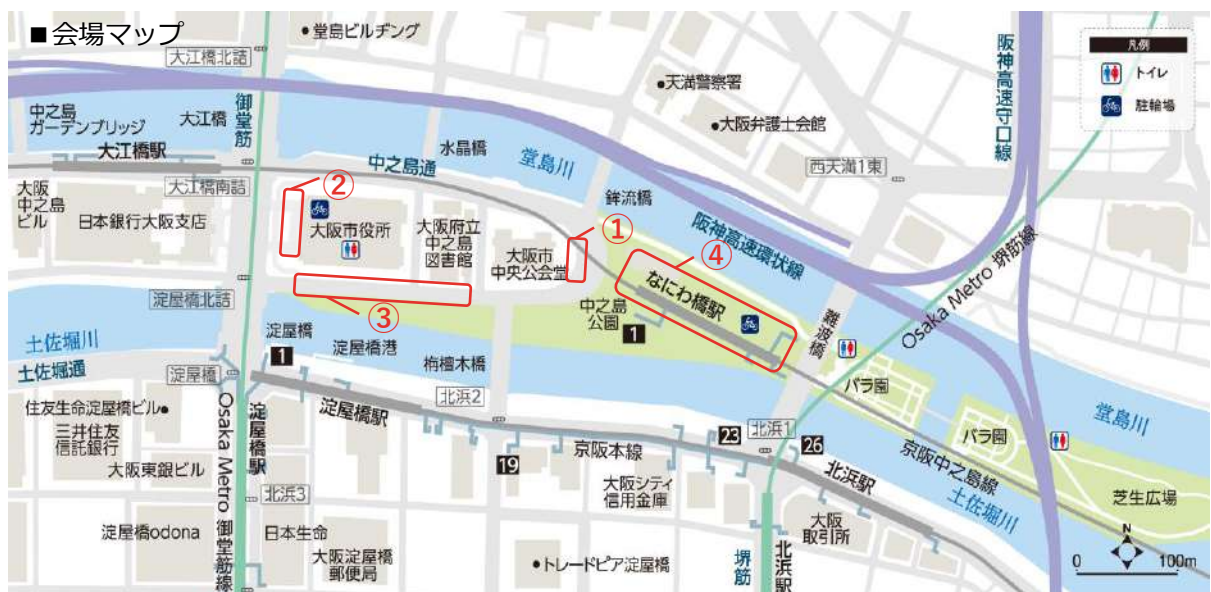 ■会場マップ
●堂島ビルヂング
大江橋北詰
阪神高速守口線
凡例
トイレ
駐輪場
●天満警察署
●大阪弁護士会館
西天満1東
中之島
ガーデンブリッジ
大江橋
御堂筋
大江橋駅
中之島通
水晶橋
堂島川
鉾流橋
阪神高速環状線
Osaka Metro 堺筋線
大阪
中之島
ビル
日本銀行大阪支店
大江橋南詰
②
大阪市役所
大阪府立
中之島
図書館
大阪市
中央公会堂
①
④
なにわ橋駅
中之島
公園
1
難波橋
バラ園
バラ園
堂島川
芝生広場
淀屋橋北詰
③
土佐堀川
土佐堀通
淀屋橋
淀屋橋
1
淀屋橋港
栴檀木橋
北浜2
淀屋橋駅
京阪本線
19
23
北浜1
26
北浜駅
京阪中之島線
土佐堀川
住友生命淀屋橋ビル●
三井住友
信託銀行
大阪東銀ビル
淀屋橋odona
Osaka Metro 御堂筋線
淀屋橋駅
北浜3
日本生命
大阪淀屋橋
郵便局
大阪シティ
信用金庫
●トレードピア淀屋橋
大阪
取引所
堺筋
北浜駅
N
0 100m